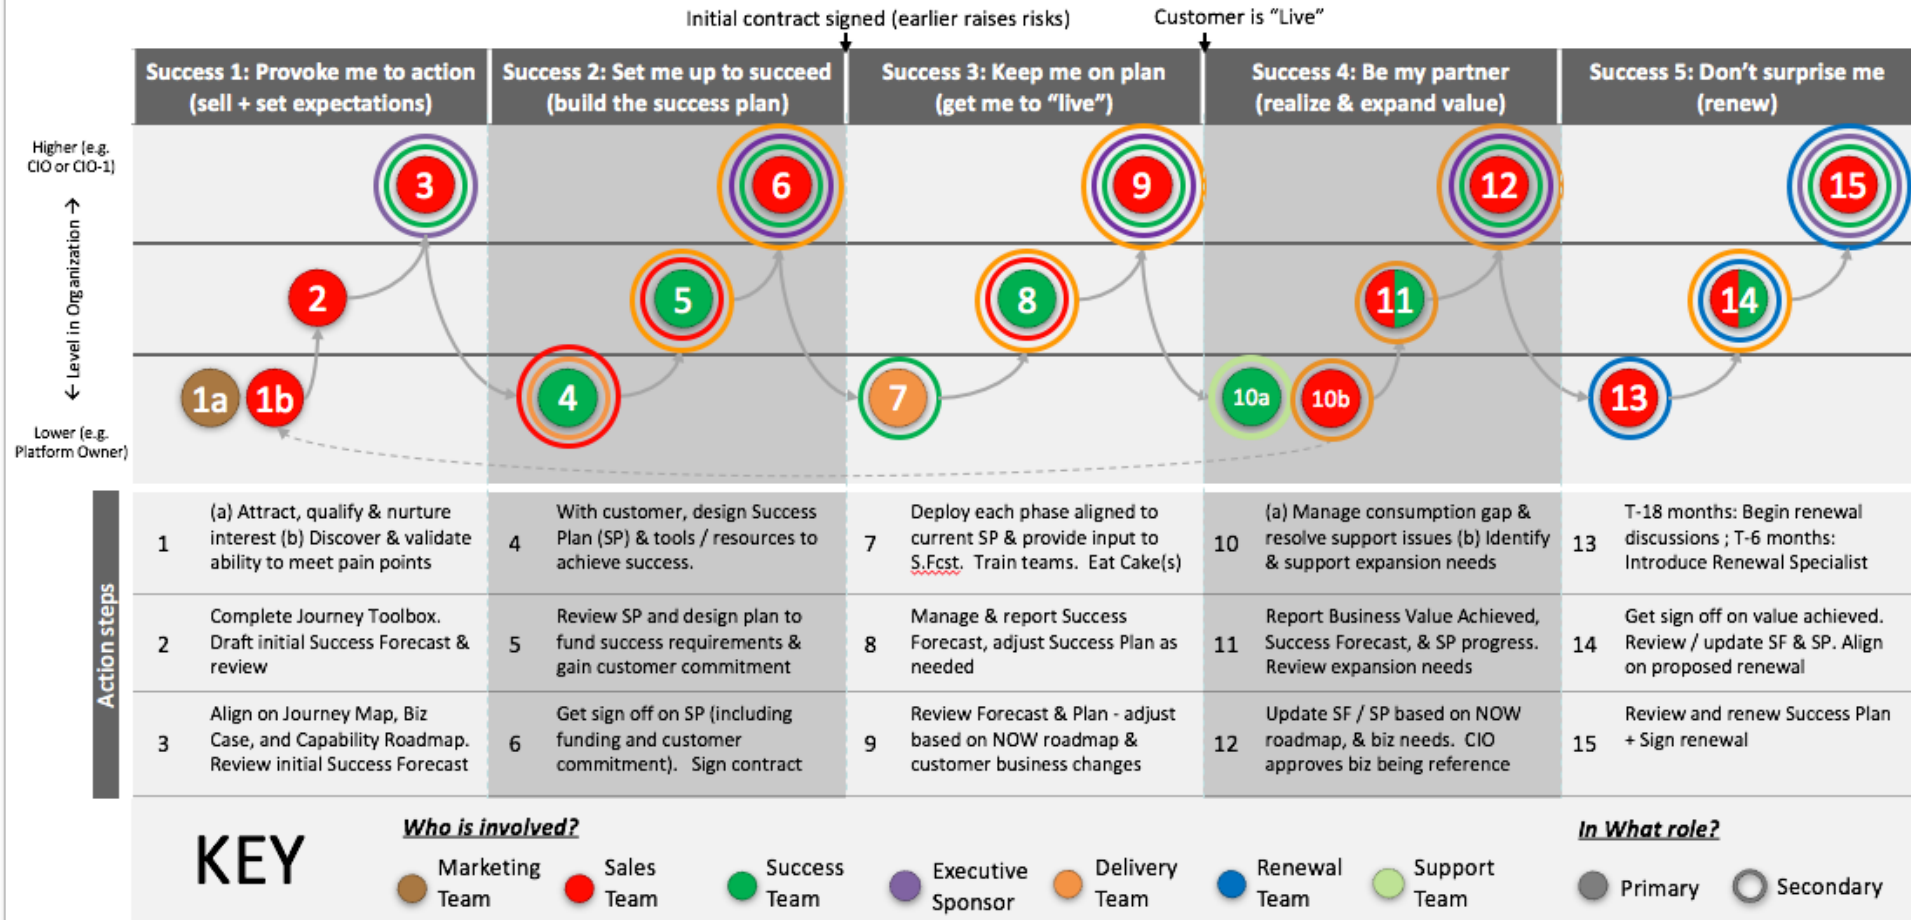 Initial contract signed (earlier raises risks)
Customer is “Live”
Success 1: Provoke me to action
(sell + set expectations)
Success 2: Set me up to succeed
(build the success plan)
Success 3: Keep me on plan
(get me to “live”)
Success 4: Be my partner
(realize & expand value)
Success 5: Don’t surprise me
(renew)
Higher (e.g.
CIO or CIO-1)
← Level in Organization →
Lower (e.g.
Platform Owner)
3
6
9
12
15
2
5
8
11
14
1a
1b
4
7
10a
10b
13
Action steps
1
(a) Attract, qualify & nurture
interest (b) Discover & validate
ability to meet pain points
4
With customer, design Success
Plan (SP) & tools / resources to
achieve success.
7
Deploy each phase aligned to
current SP & provide input to
S.Fcst. Train teams. Eat Cake(s)
10
(a) Manage consumption gap &
resolve support issues (b) Identify
& support expansion needs
13
T-18 months: Begin renewal
discussions ; T-6 months:
Introduce Renewal Specialist
2
Complete Journey Toolbox.
Draft initial Success Forecast &
review
5
Review SP and design plan to
fund success requirements &
gain customer commitment
8
Manage & report Success
Forecast, adjust Success Plan as
needed
11
Report Business Value Achieved,
Success Forecast, & SP progress.
Review expansion needs
14
Get sign off on value achieved.
Review / update SF & SP. Align
on proposed renewal
3
Align on Journey Map, Biz
Case, and Capability Roadmap.
Review initial Success Forecast
6
Get sign off on SP (including
funding and customer
commitment). Sign contract
9
Review Forecast & Plan - adjust
based on NOW roadmap &
customer business changes
12
Update SF / SP based on NOW
roadmap, & biz needs. CIO
approves biz being reference
15
Review and renew Success Plan
+ Sign renewal
KEY
Who is involved?
Marketing
Team
Sales
Team
Success
Team
Executive
Sponsor
Delivery
Team
Renewal
Team
Support
Team
In What role?
Primary
Secondary